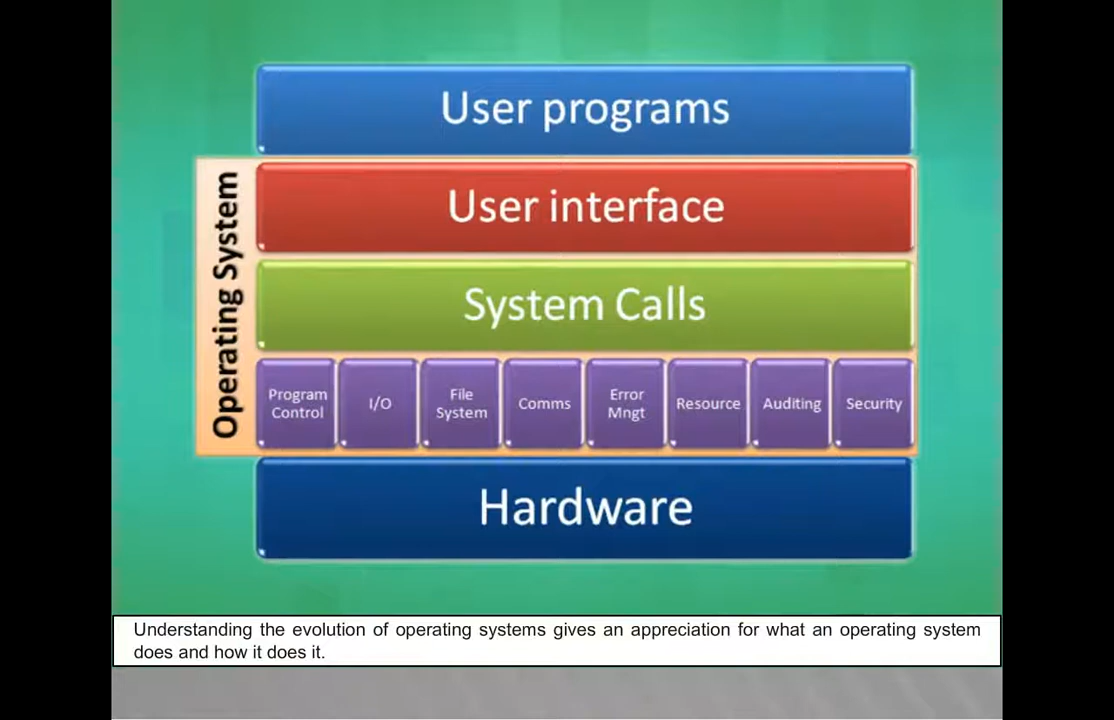 User programs
Operating System
User interface
System Calls
Program Control
I/O
File System
Comms
Error Mngt
Resource
Auditing
Security
Hardware
Understanding the evolution of operating systems gives an appreciation for what an operating system
does and how it does it.